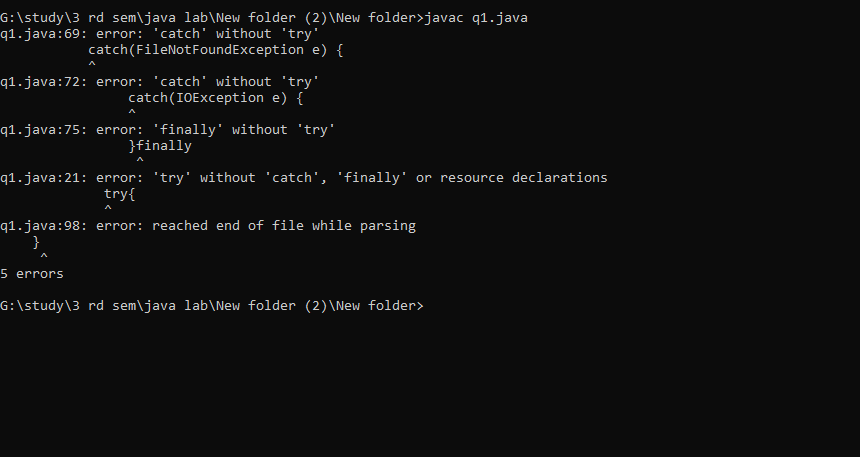 G:\study\3 rd sem\java lab\New folder (2)\New folder>javac q1.java
q1.java:69: error: 'catch' without 'try'
           catch(FileNotFoundException e) {
           ^
q1.java:72: error: 'catch' without 'try'
                catch(IOException e) {
                ^
q1.java:75: error: 'finally' without 'try'
                }finally
                 ^
q1.java:21: error: 'try' without 'catch', 'finally' or resource declarations
             try{
             ^
q1.java:98: error: reached end of file while parsing
    }
     ^
5 errors

G:\study\3 rd sem\java lab\New folder (2)\New folder>